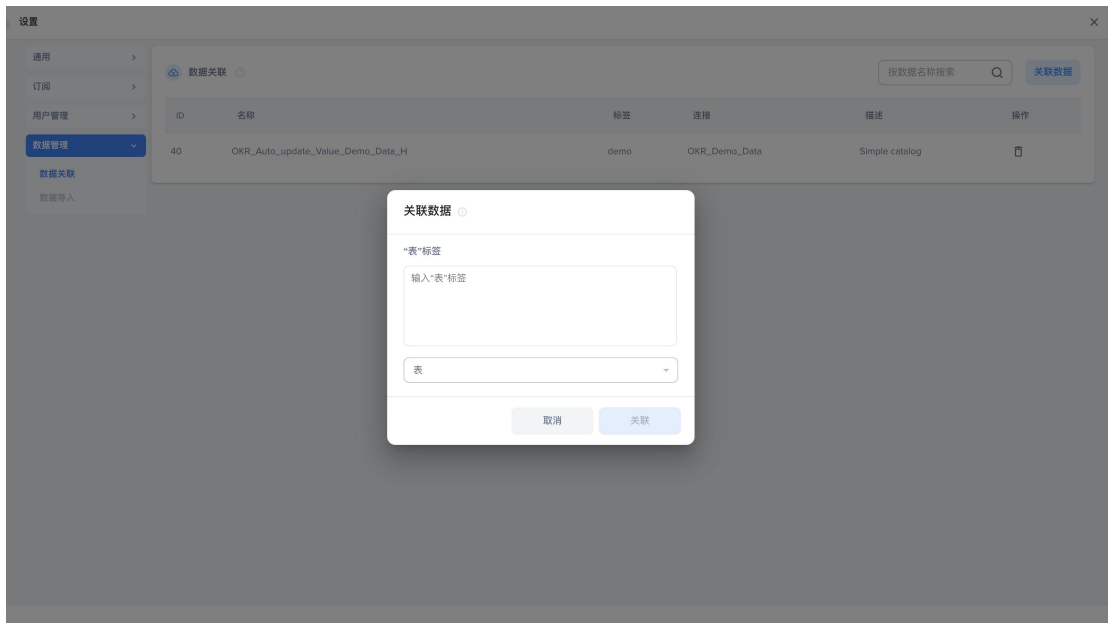 设置
通用
订阅
用户管理
数据管理
数据关联
数据导入
数据关联
按数据名称搜索
关联数据
ID 名称 标签 连接 描述 操作
40 OKR_Auto_update_Value_Demo_Data_H demo OKR_Demo_Data Simple catalog
关联数据
“表”标签
输入“表”标签
表
取消 关联